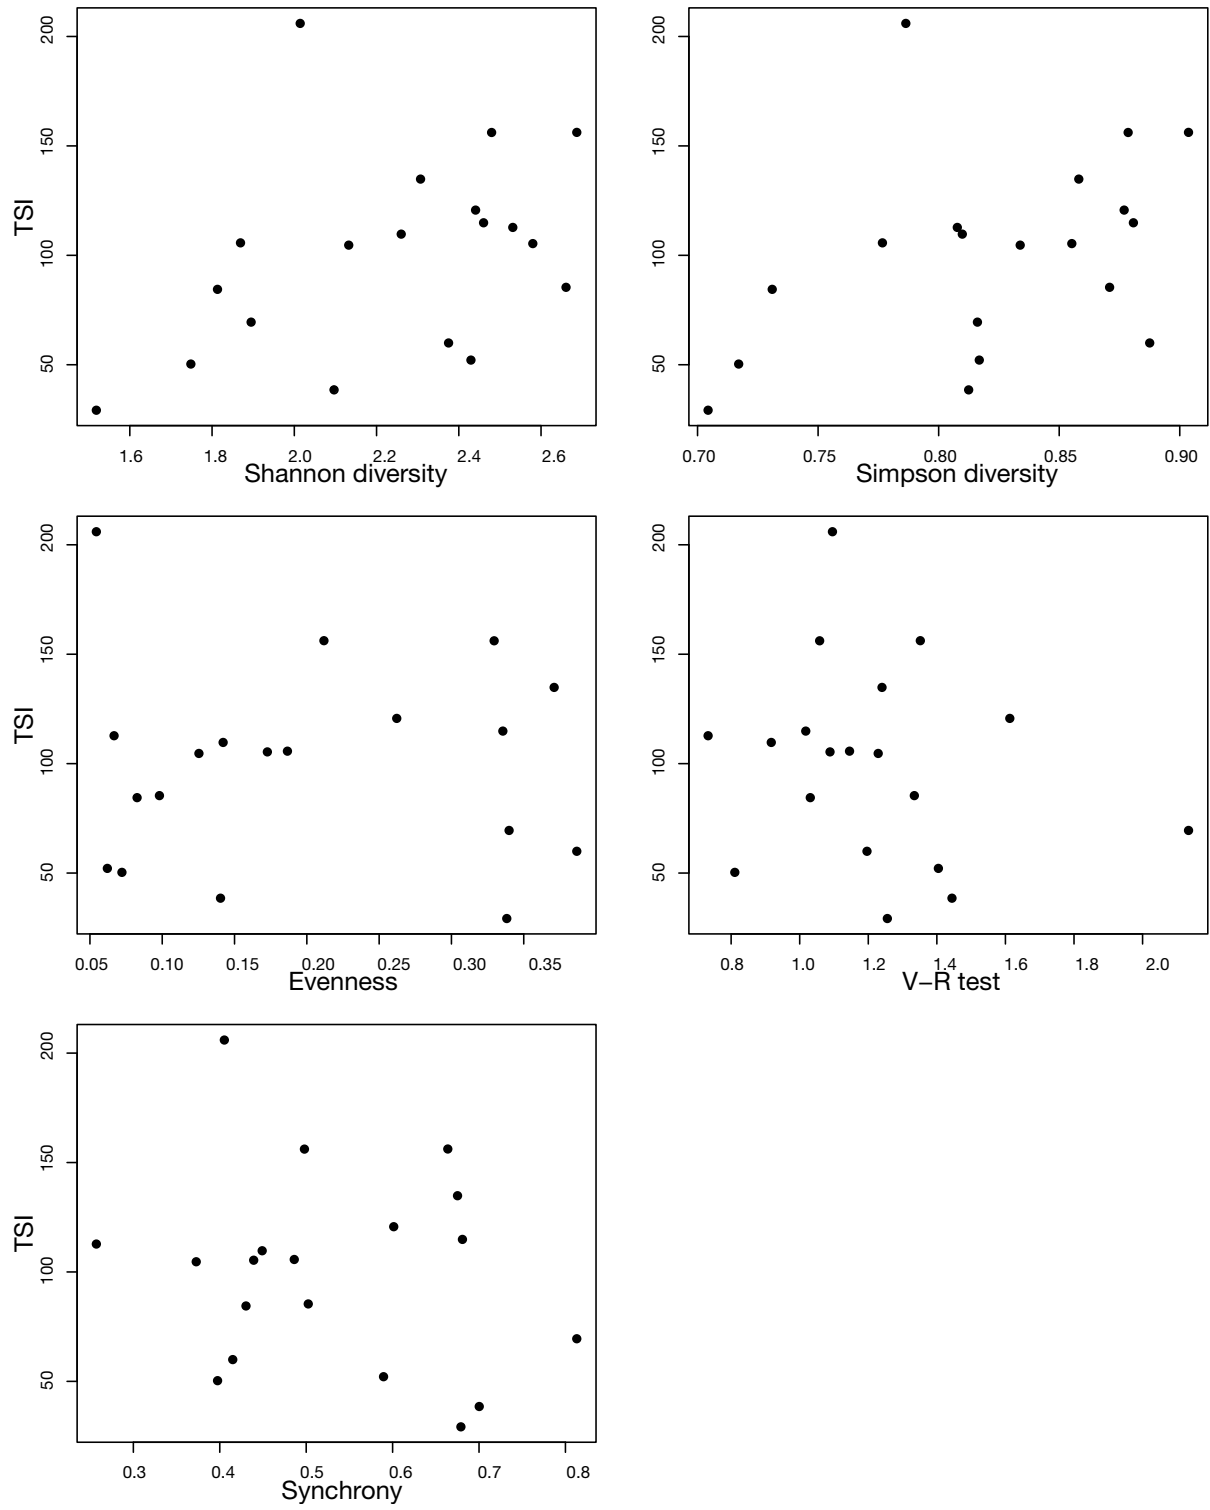 200
150
100
50
TSI
1.6 1.8 2.0 2.2 2.4 2.6
Shannon diversity
0.70 0.75 0.80 0.85 0.90
Simpson diversity
200
150
100
50
200
150
100
50
TSI
0.05 0.10 0.15 0.20 0.25 0.30 0.35
Evenness
200
150
100
50
0.8 1.0 1.2 1.4 1.6 1.8 2.0
V–R test
200
150
100
50
TSI
0.3 0.4 0.5 0.6 0.7 0.8
Synchrony